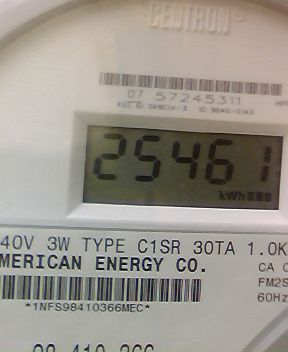 CENTRON
07 57245311
25461
kWh
40V 3W TYPE C1SR 30TA 1.0K
MERICAN ENERGY CO.
CA 0
FM2S
60Hz
*1NFS98410366MEC*